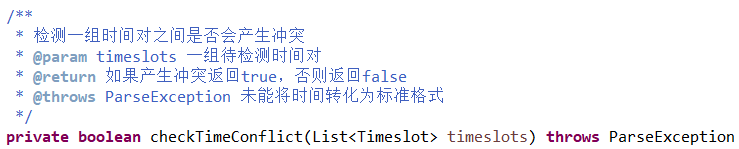 /**
 * 检测一组时间对之间是否会产生冲突
 * @param timeslots 一组待检测时间对
 * @return 如果产生冲突返回true，否则返回false
 * @throws ParseException 未能将时间转化为标准格式
 */
private boolean checkTimeConflict(List<Timeslot> timeslots) throws ParseException